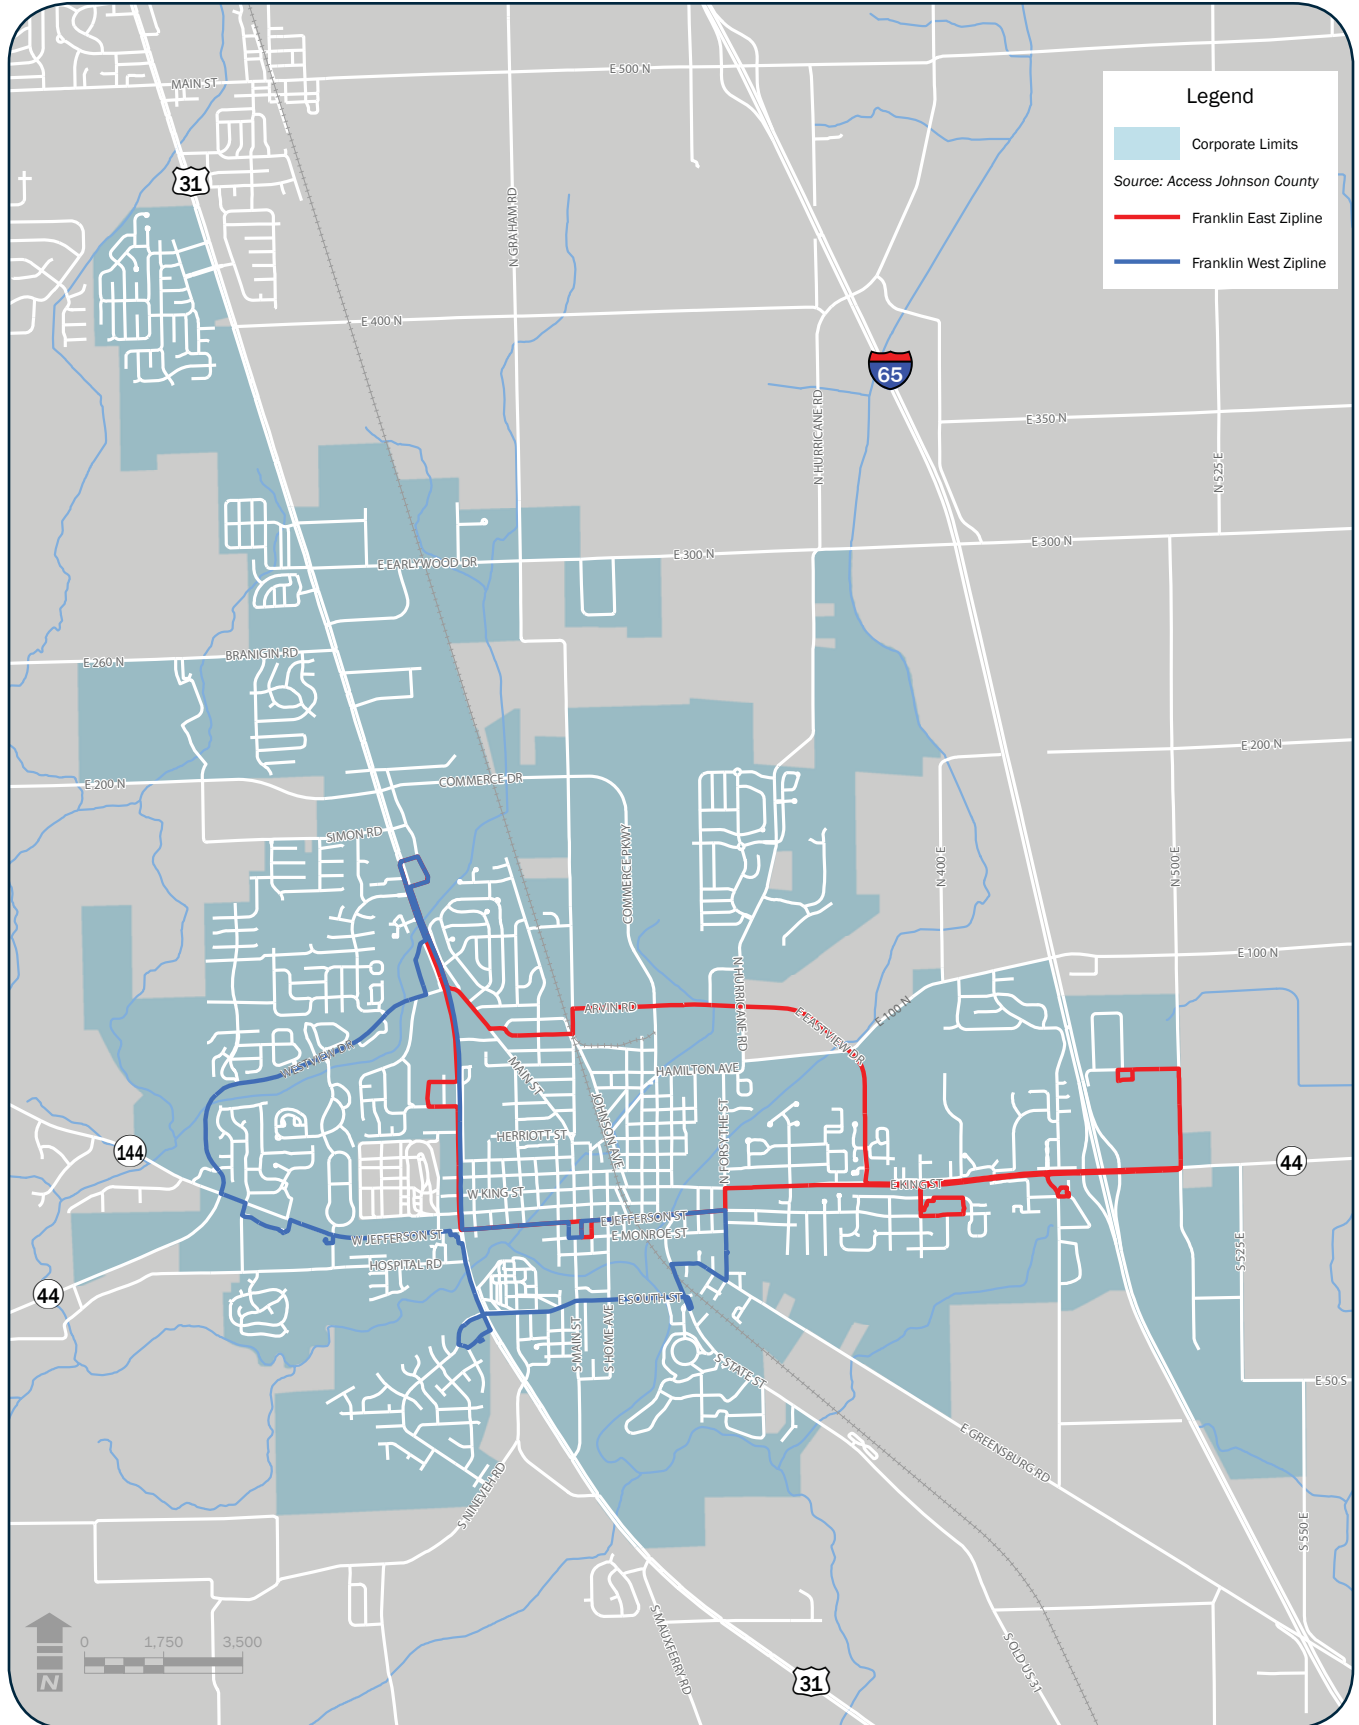 MAIN ST
E 500 N
Legend
Corporate Limits
Source: Access Johnson County
Franklin East Zipline
Franklin West Zipline
31
N GRAHAM RD
E 400 N
65
N HURRICANE RD
E 350 N
N 525 E
E EARLYWOOD DR
E 300 N
E 300 N
E 260 N
BRANIGIN RD
E 200 N
E 200 N
COMMERCE DR
SIMON RD
COMMERCE PKWY
N 400 E
N 500 E
E 100 N
N HURRICANE RD
ARVIN RD
E EASTVIEW DR
E 100 N
WESTVIEW DR
MAIN ST
HAMILTON AVE
JOHNSON AVE
N FORSYTHE ST
HERRIOTT ST
144
44
W KING ST
E KING ST
E JEFFERSON ST
E MONROE ST
W JEFFERSON ST
HOSPITAL RD
S 525 E
44
E SOUTH ST
S MAIN ST
S HOME AVE
S STATE ST
E 50 S
E GREENSBURG RD
S NINEVEH RD
S 550 E
S MAUXFERRY RD
S OLD US 31
0 1,750 3,500
N
31